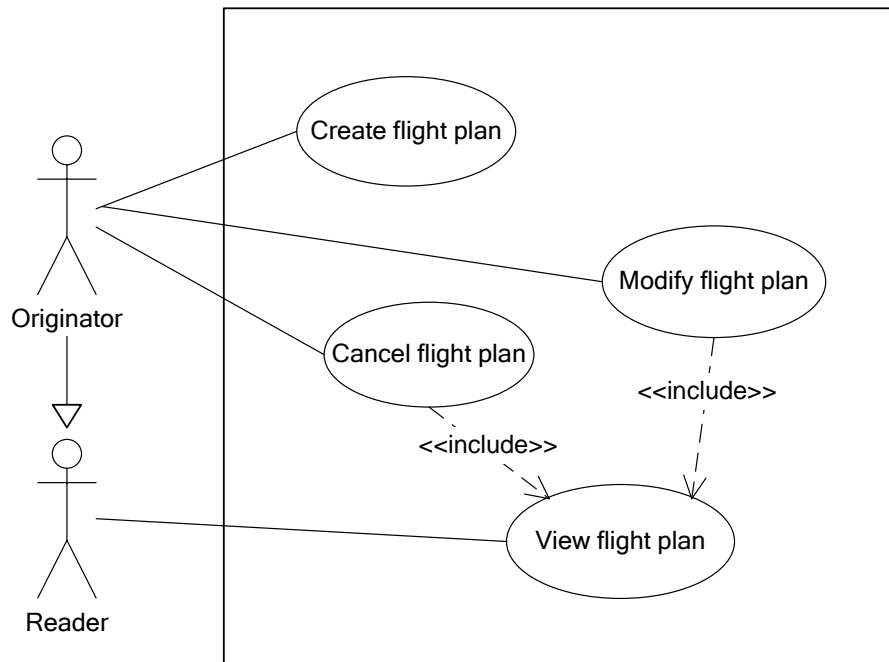 Create flight plan
Modify flight plan
Originator
Cancel flight plan
<<include>>
<<include>>
View flight plan
Reader